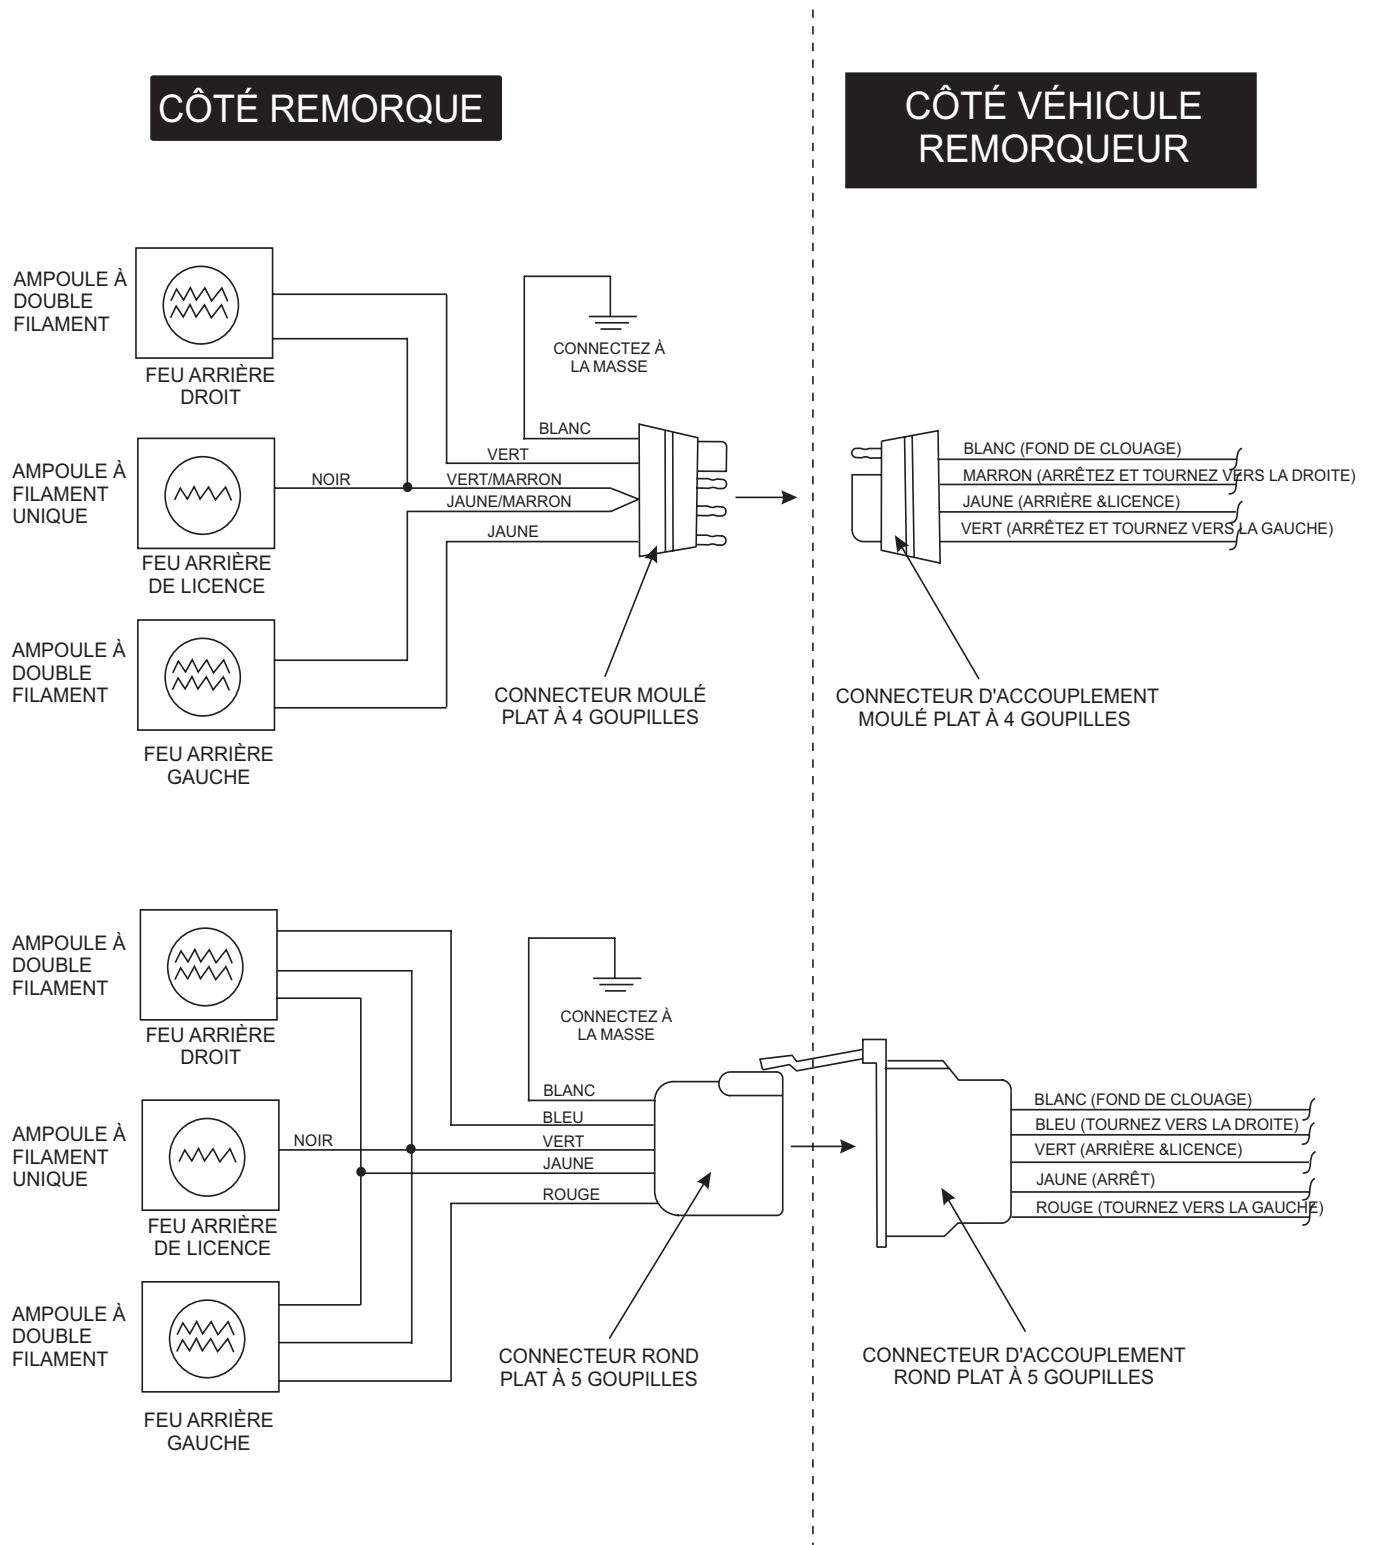 CÔTÉ REMORQUE
CÔTÉ VÉHICULE
REMORQUEUR
AMPOULE À
DOUBLE
FILAMENT
FEU ARRIÈRE
DROIT
CONNECTEZ À
LA MASSE
BLANC
VERT
AMPOULE À
FILAMENT
UNIQUE
NOIR
VERT/MARRON
JAUNE/MARRON
JAUNE
FEU ARRIÈRE
DE LICENCE
AMPOULE À
DOUBLE
FILAMENT
FEU ARRIÈRE
GAUCHE
CONNECTEUR MOULÉ
PLAT À 4 GOUPILLES
BLANC (FOND DE CLOUAGE)
MARRON (ARRÊTEZ ET TOURNEZ VERS LA DROITE)
JAUNE (ARRIÈRE &LICENCE)
VERT (ARRÊTEZ ET TOURNEZ VERS LA GAUCHE)
CONNECTEUR D'ACCOUPLEMENT
MOULÉ PLAT À 4 GOUPILLES
AMPOULE À
DOUBLE
FILAMENT
FEU ARRIÈRE
DROIT
CONNECTEZ À
LA MASSE
BLANC
BLEU
AMPOULE À
FILAMENT
UNIQUE
NOIR
VERT
JAUNE
ROUGE
FEU ARRIÈRE
DE LICENCE
AMPOULE À
DOUBLE
FILAMENT
FEU ARRIÈRE
GAUCHE
CONNECTEUR ROND
PLAT À 5 GOUPILLES
BLANC (FOND DE CLOUAGE)
BLEU (TOURNEZ VERS LA DROITE)
VERT (ARRIÈRE &LICENCE)
JAUNE (ARRÊT)
ROUGE (TOURNEZ VERS LA GAUCHE)
CONNECTEUR D'ACCOUPLEMENT
ROND PLAT À 5 GOUPILLES